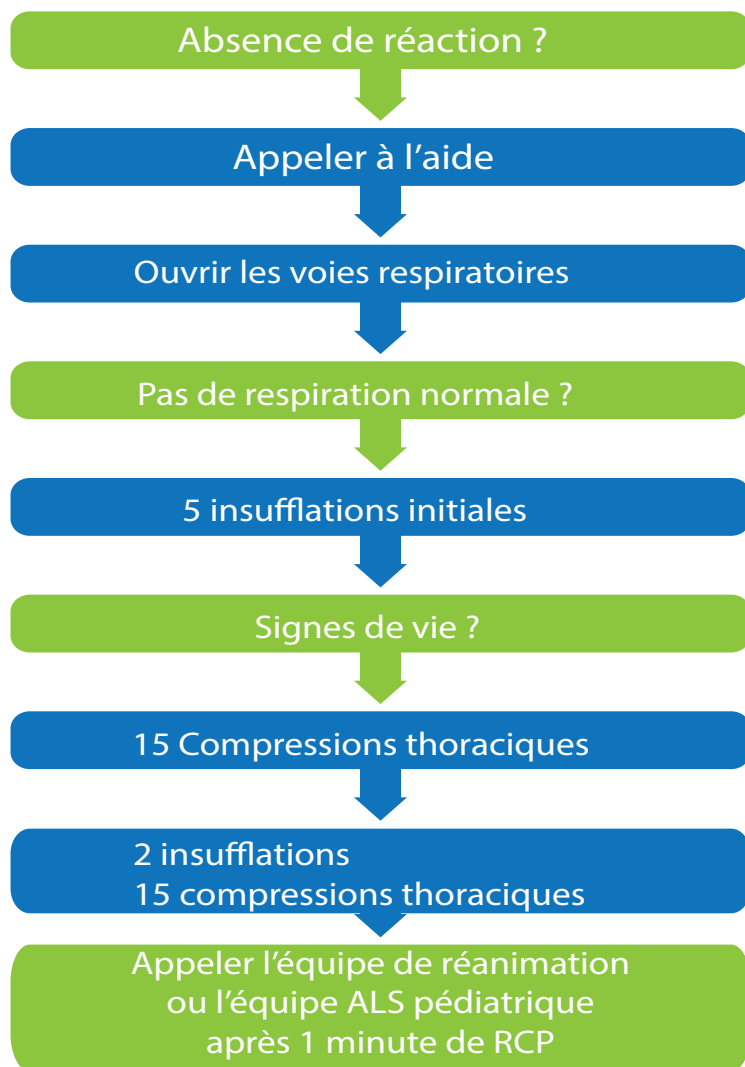 Absence de réaction ?
Appeler à l’aide
Ouvrir les voies respiratoires
Pas de respiration normale ?
5 insufflations initiales
Signes de vie ?
15 Compressions thoraciques
2 insufflations
15 compressions thoraciques
Appeler l’équipe de réanimation
ou l’équipe ALS pédiatrique
après 1 minute de RCP